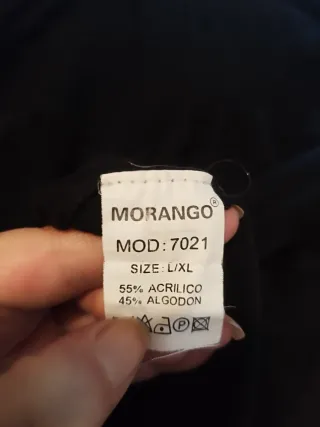 MORANGO®
MOD: 7021
SIZE: L/XL
55% ACRILICO
45% ALGODON
P